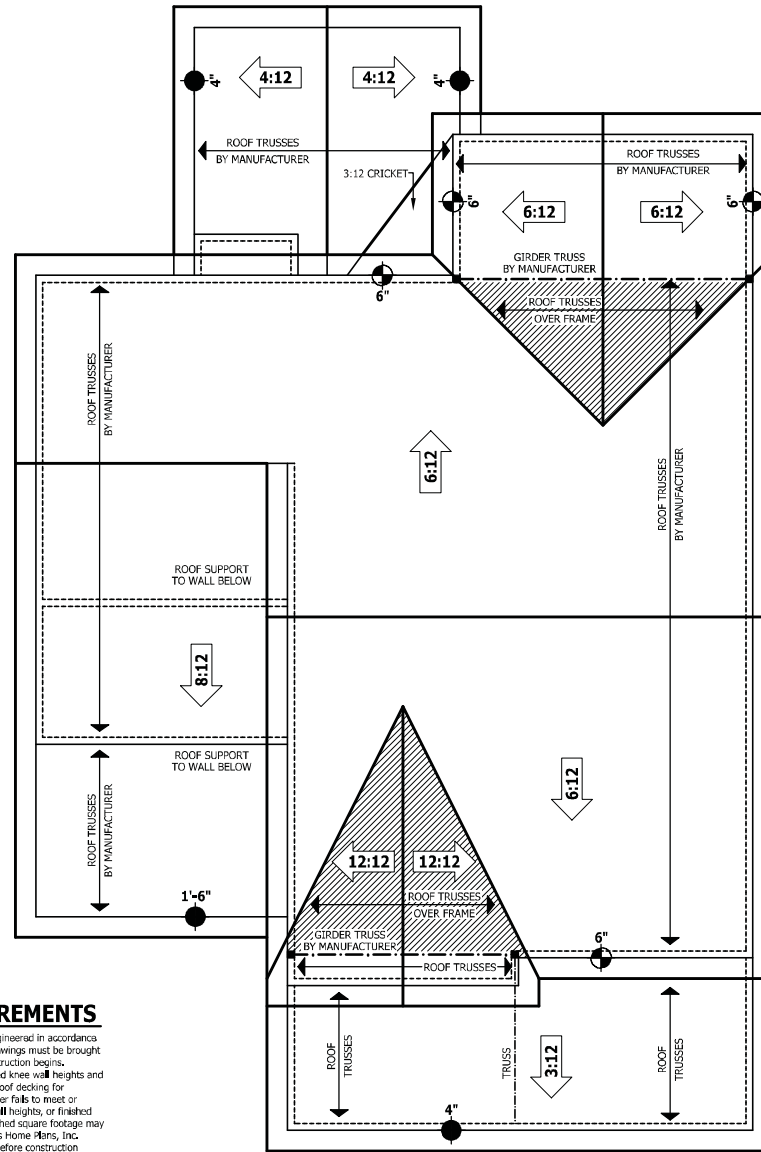 4"
4:12
4:12
4"
ROOF TRUSSES
BY MANUFACTURER
3:12 CRICKET
ROOF TRUSSES
BY MANUFACTURER
6"
6:12
6:12
6"
GIRDER TRUSS
BY MANUFACTURER
6"
ROOF TRUSSES
OVER FRAME
ROOF TRUSSES
BY MANUFACTURER
6:12
ROOF TRUSSES
BY MANUFACTURER
ROOF SUPPORT
TO WALL BELOW
8:12
ROOF SUPPORT
TO WALL BELOW
6:12
ROOF TRUSSES
BY MANUFACTURER
12:12
12:12
1'-6"
ROOF TRUSSES
OVER FRAME
GIRDER TRUSS
BY MANUFACTURER
6"
ROOF TRUSSES
ROOF
TRUSSES
TRUSS
3:12
ROOF
TRUSSES
4"
REMENTS
gineered in accordance
awings must be brought
truction begins.
ed knee wall heights and
oof decking for
er fails to meet or
ll heights, or finished
hed square footage may
s Home Plans, Inc.
efore construction